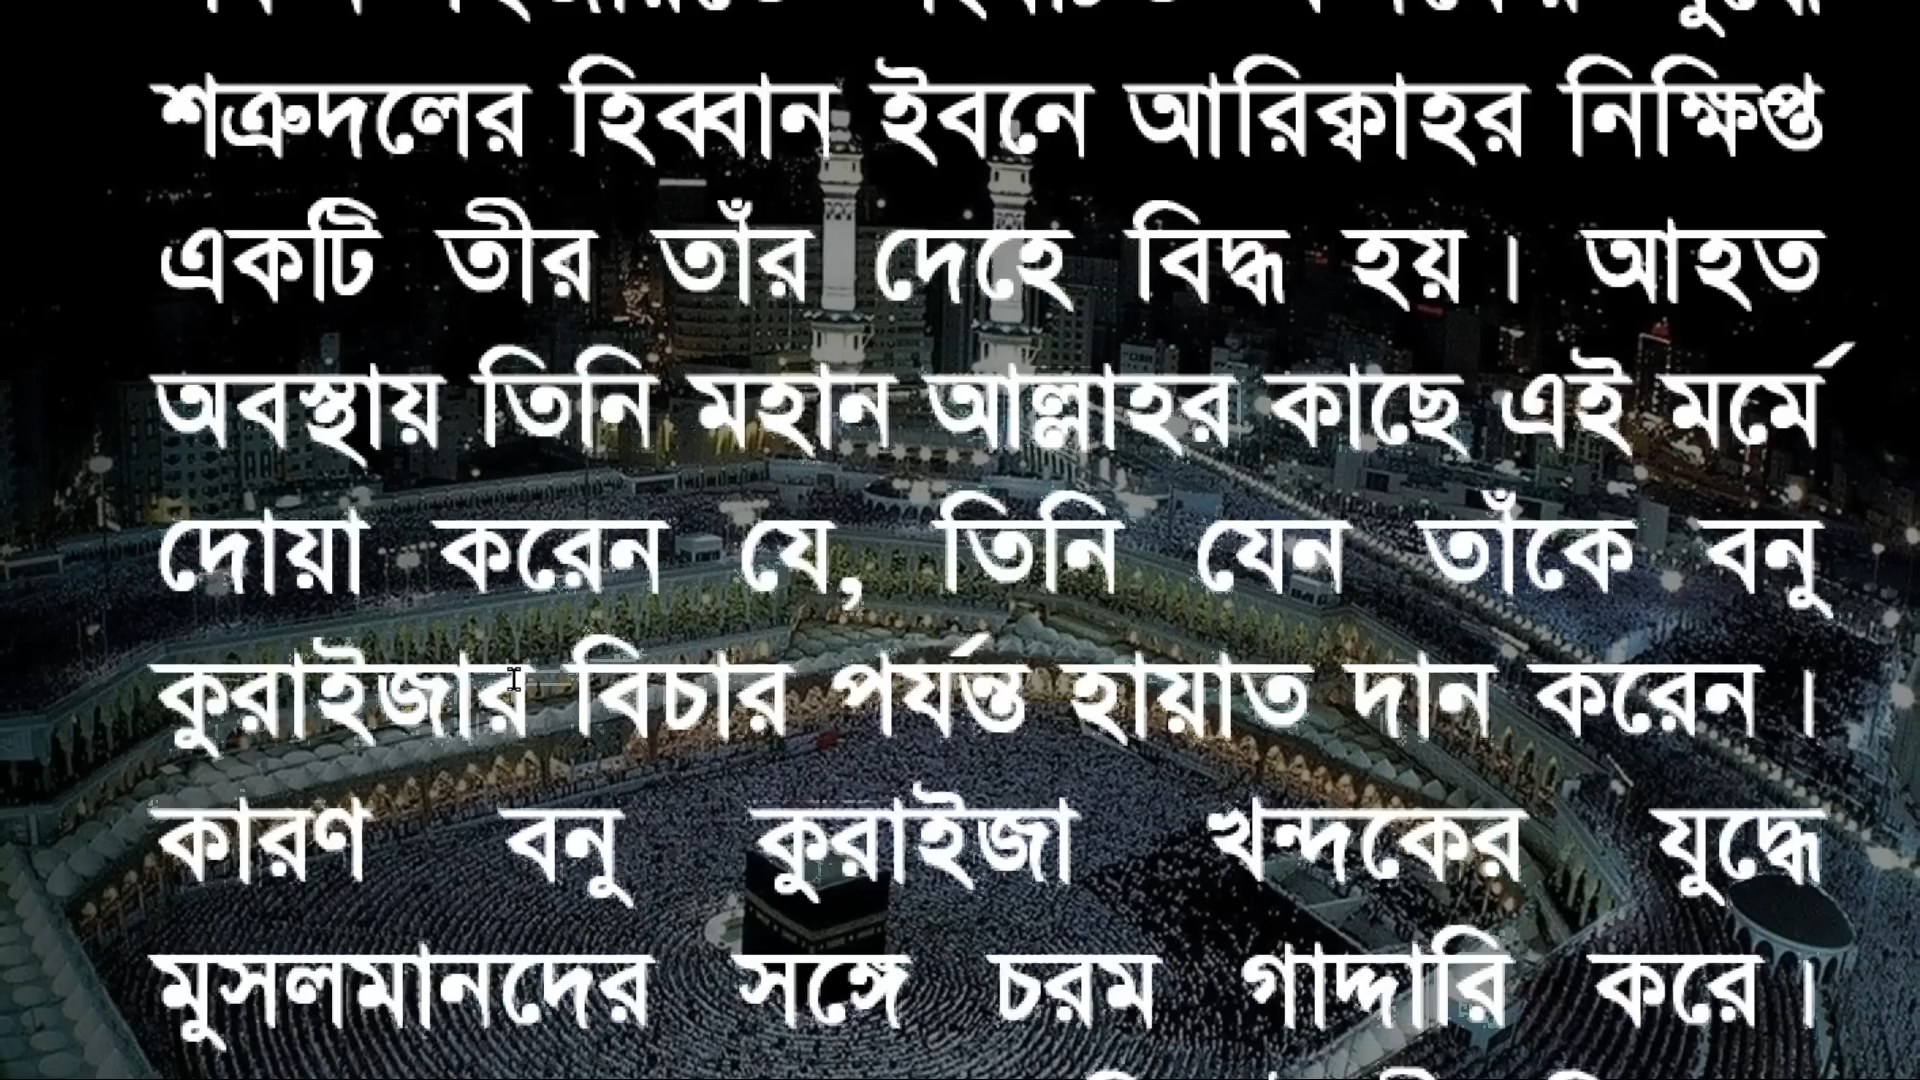 শত্রুদলের হিব্বান ইবনে আরিক্বাহর নিক্ষিপ্ত
একটি তীর তাঁর দেহে বিদ্ধ হয়। আহত
অবস্থায় তিনি মহান আল্লাহর কাছে এই মর্মে
দোয়া করেন যে, তিনি যেন তাঁকে বনু
কুরাইজার বিচার পর্যন্ত হায়াত দান করেন।
কারণ বনু কুরাইজা খন্দকের যুদ্ধে
মুসলমানদের সঙ্গে চরম গাদ্দারি করে।